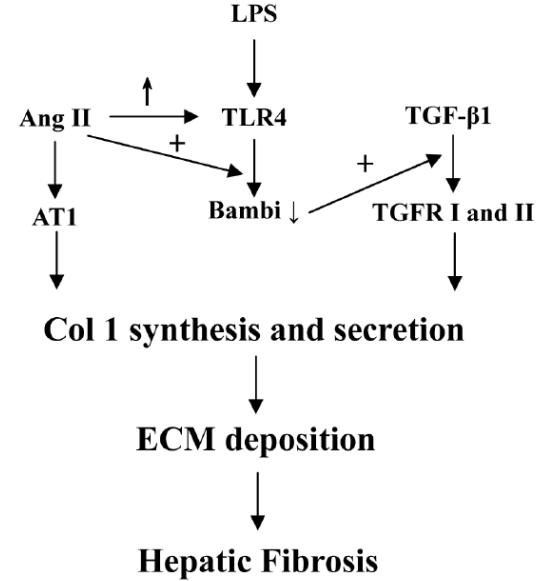 LPS
Ang II
TLR4
TGF-β1
+
+
AT1
Bambi ↓
TGFR I and II
Col 1 synthesis and secretion
ECM deposition
Hepatic Fibrosis